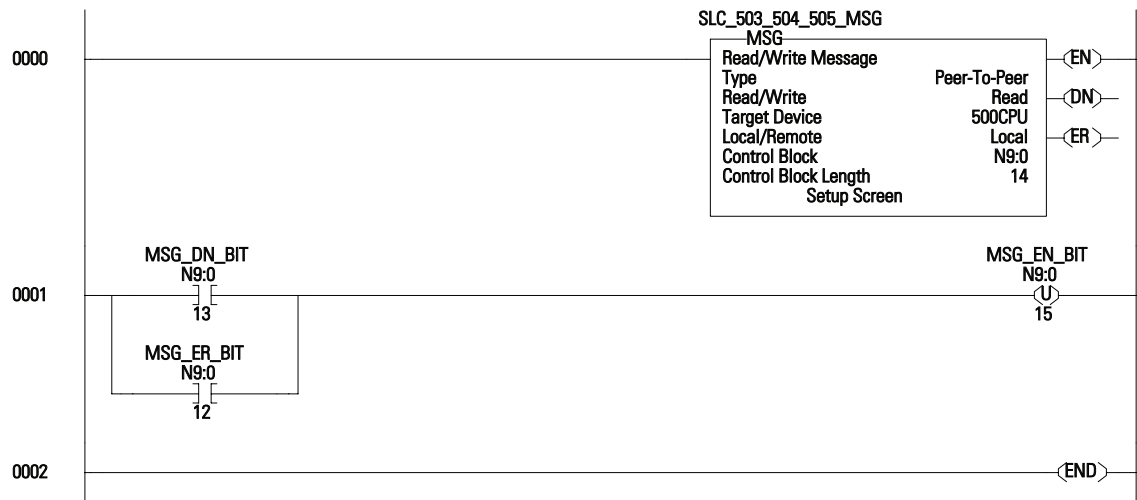 SLC_503_504_505_MSG
MSG
0000
Read/Write Message
Type Peer-To-Peer
Read/Write Read
Target Device 500CPU
Local/Remote Local
Control Block N9:0
Control Block Length 14
Setup Screen
EN
DN
ER
MSG_DN_BIT
N9:0
13
MSG_EN_BIT
N9:0
U
15
0001
MSG_ER_BIT
N9:0
12
0002
END